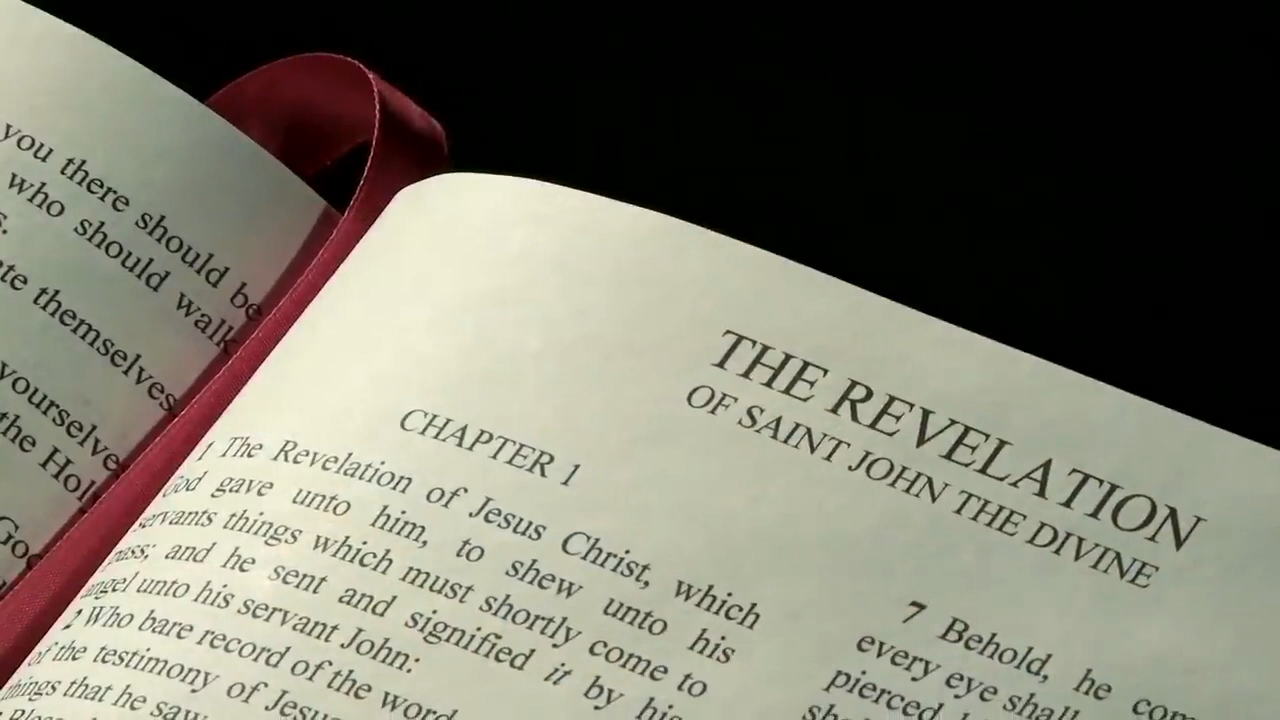 you there should be
who should walk
s.
te themselves
yourselve
the Hol
God
THE REVELATION
OF SAINT JOHN THE DIVINE
CHAPTER 1
1 The Revelation of Jesus Christ, which
God gave unto him, to shew unto his
servants things which must shortly come to
pass; and he sent and signified it by his
angel unto his servant John:
2 Who bare record of the word
of the testimony of Jesus
things that he saw
7 Behold, he com
every eye shall
pierced